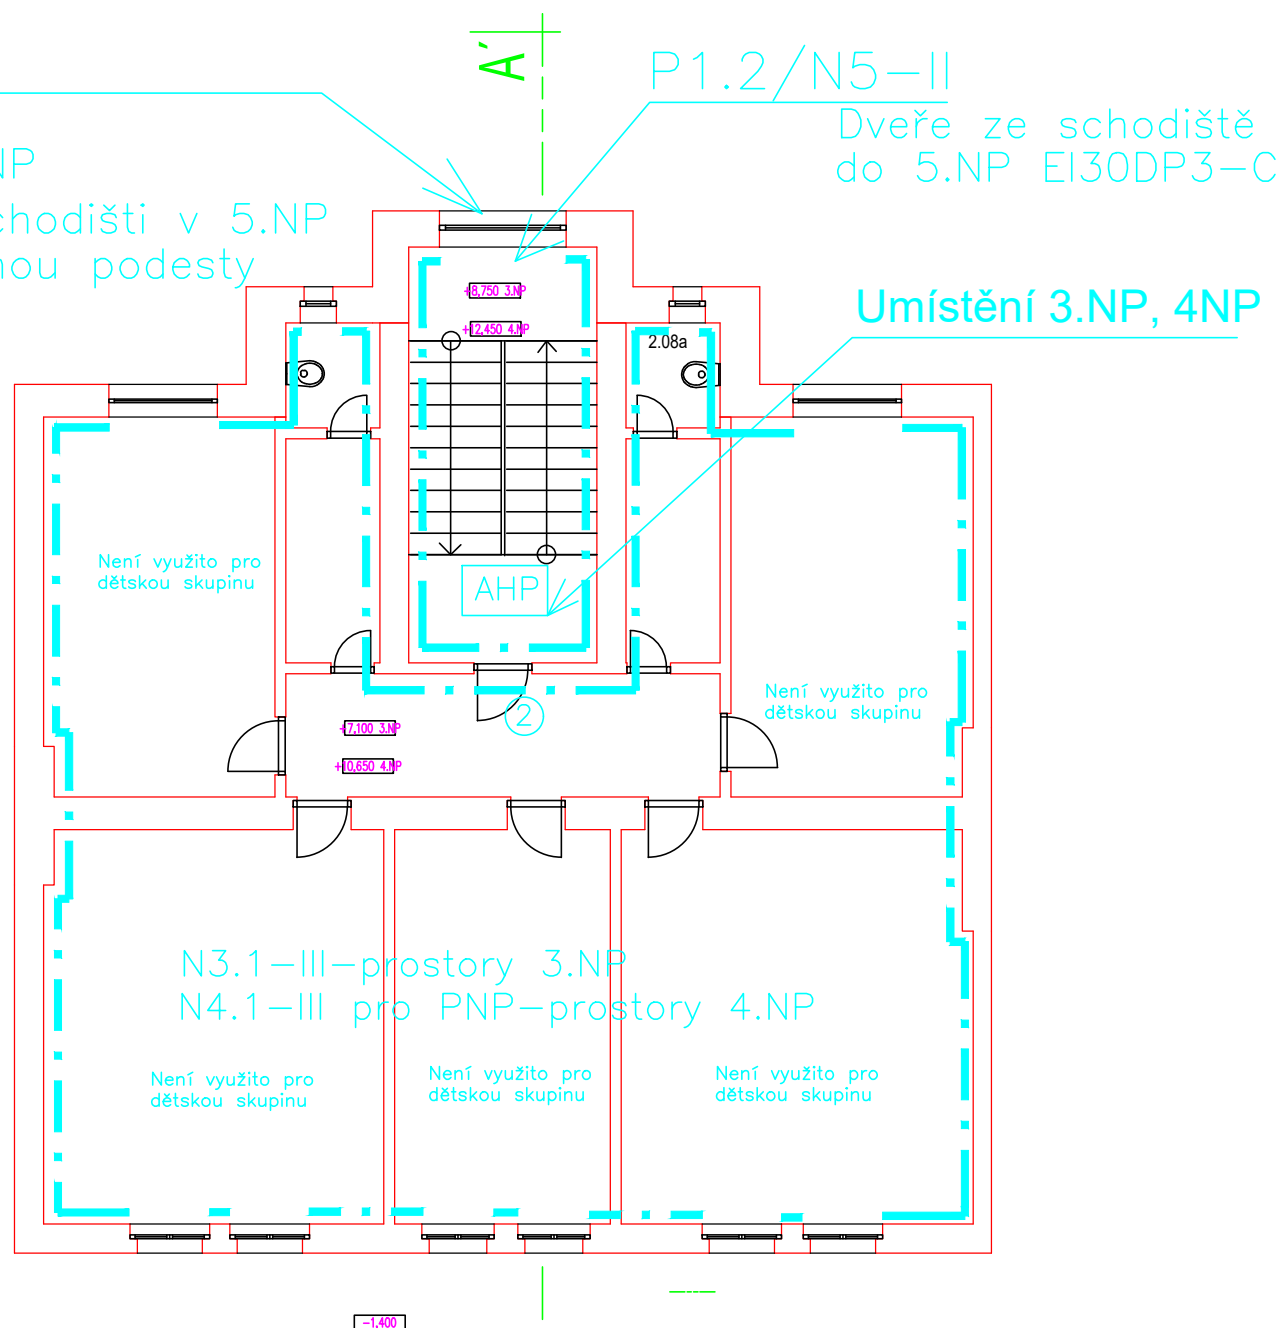 A´
P1.2/N5-II
Dveře ze schodiště
do 5.NP EI30DP3-C
NP
chodišti v 5.NP
nou podesty
+8,750 3.NP
Umístění 3.NP, 4NP
+12,450 4.NP
2.08a
Není využito pro
dětskou skupinu
AHP
Není využito pro
dětskou skupinu
2
+7,100 3.NP
+10,650 4.NP
N3.1-III-prostory 3.NP
N4.1-III pro PNP-prostory 4.NP
Není využito pro
dětskou skupinu
Není využito pro
dětskou skupinu
Není využito pro
dětskou skupinu
-1,400